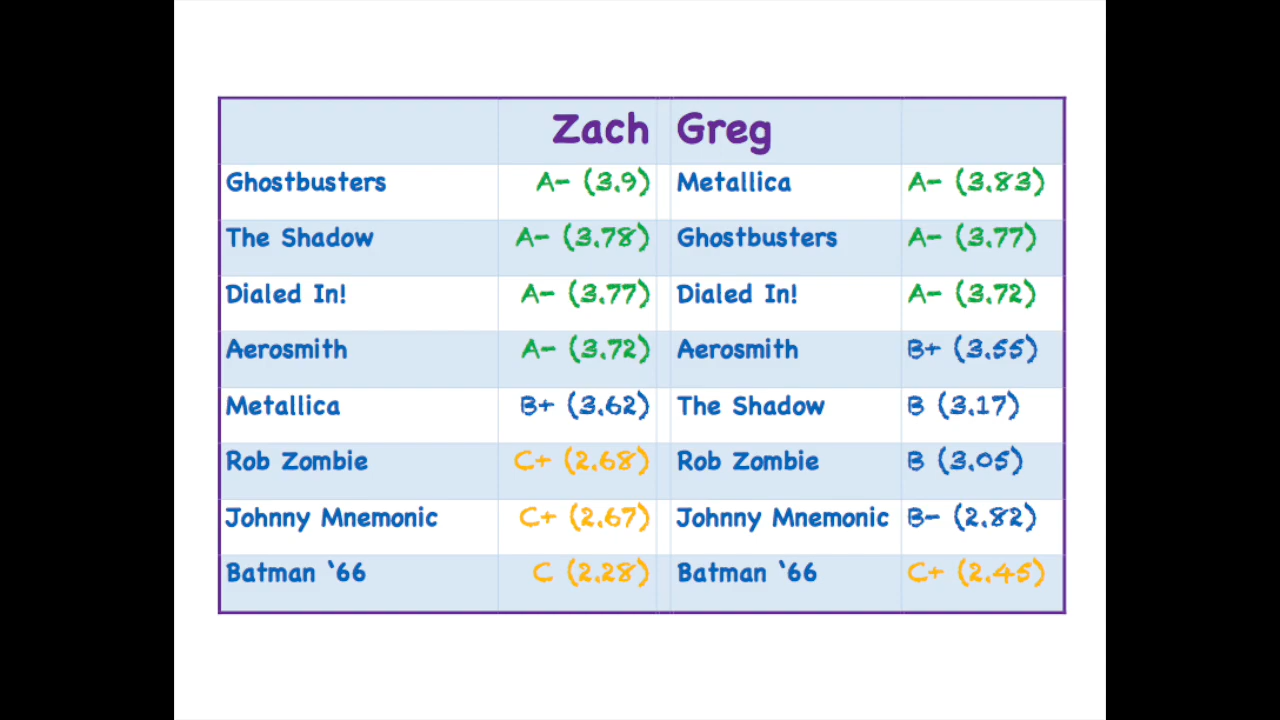 Zach Greg
Ghostbusters A- (3.9) Metallica A- (3.83)
The Shadow A- (3.78) Ghostbusters A- (3.77)
Dialed In! A- (3.77) Dialed In! A- (3.72)
Aerosmith A- (3.72) Aerosmith B+ (3.55)
Metallica B+ (3.62) The Shadow B (3.17)
Rob Zombie C+ (2.68) Rob Zombie B (3.05)
Johnny Mnemonic C+ (2.67) Johnny Mnemonic B- (2.82)
Batman ‘66 C (2.28) Batman ‘66 C+ (2.45)